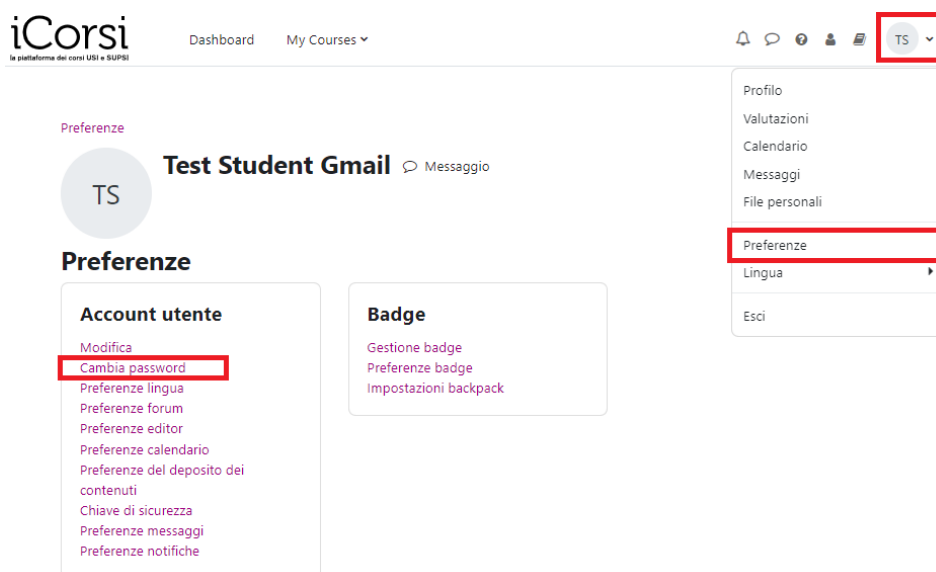 iCorsi
la piattaforma dei corsi USI e SUPSI
Dashboard
My Courses
TS
Profilo
Valutazioni
Calendario
Messaggi
File personali
Preferenze
Lingua
Esci
Preferenze
TS
Test Student Gmail
Messaggio
Preferenze
Account utente
Modifica
Cambia password
Preferenze lingua
Preferenze forum
Preferenze editor
Preferenze calendario
Preferenze del deposito dei
contenuti
Chiave di sicurezza
Preferenze messaggi
Preferenze notifiche
Badge
Gestione badge
Preferenze badge
Impostazioni backpack